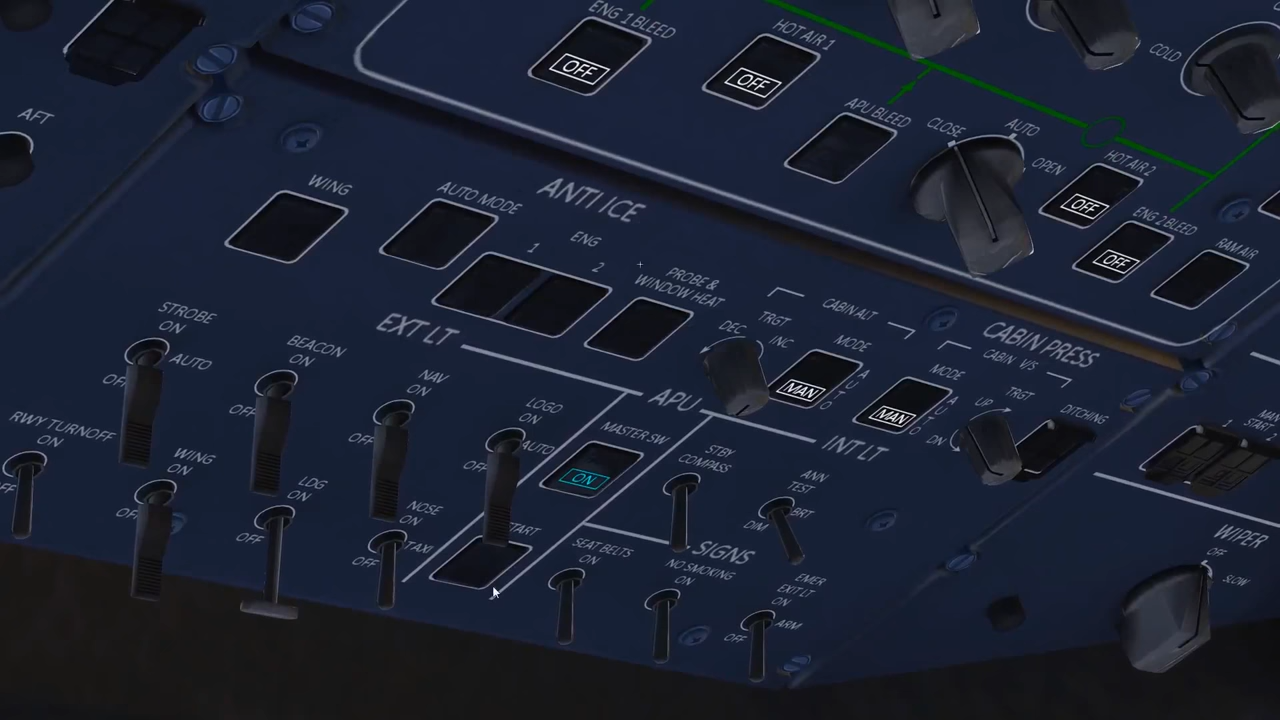 ENG 1 BLEED
OFF
HOT AIR 1
OFF
APU BLEED
CLOSE
AUTO
OPEN
COLD
HOT AIR 2
OFF
ENG 2 BLEED
OFF
RAM AIR
AFT
WING
AUTO MODE
ANTI ICE
ENG
1
2
PROBE &
WINDOW HEAT
CABIN ALT
TRGT
DEC
INC
MODE
MAN
AUTO
CABIN PRESS
CABIN V/S
MODE
MAN
AUTO
TRGT
UP
DN
DITCHING
EXT LT
STROBE
ON
AUTO
OFF
BEACON
ON
OFF
NAV
ON
OFF
LOGO
ON
AUTO
OFF
RWY TURNOFF
ON
OFF
WING
ON
OFF
LDG
ON
OFF
NOSE
ON
TAXI
OFF
APU
MASTER SW
ON
START
INT LT
STBY
COMPASS
ANN
TEST
BRT
DIM
SIGNS
SEAT BELTS
ON
NO SMOKING
ON
EMER
EXIT LT
ON
ARM
OFF
START
1
WIPER
OFF
SLOW